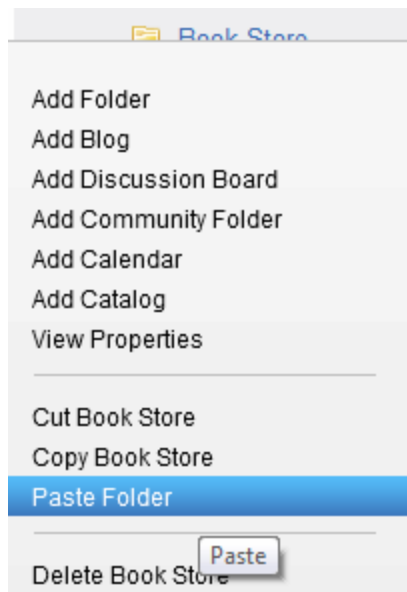 Book Store
Add Folder
Add Blog
Add Discussion Board
Add Community Folder
Add Calendar
Add Catalog
View Properties
Cut Book Store
Copy Book Store
Paste Folder
Paste
Delete Book Store